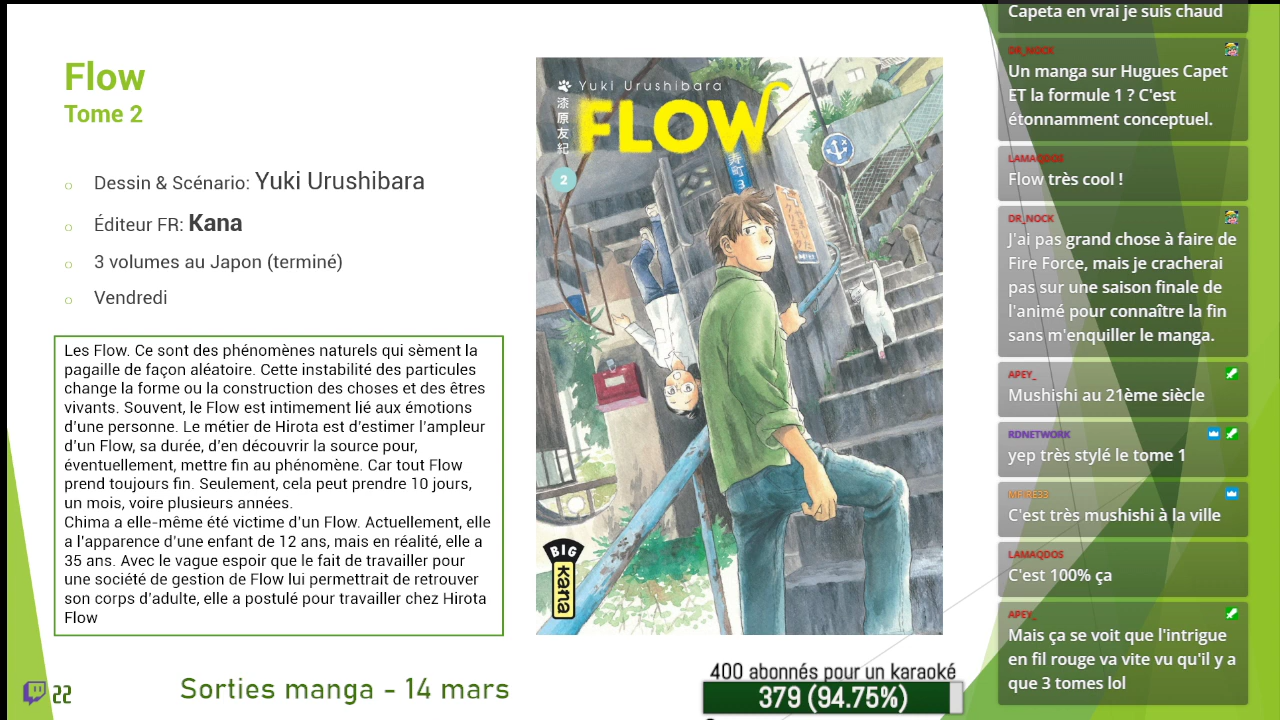 Flow
Tome 2
Dessin & Scénario: Yuki Urushibara
Éditeur FR: Kana
3 volumes au Japon (terminé)
Vendredi
Les Flow. Ce sont des phénomènes naturels qui sèment la
pagaille de façon aléatoire. Cette instabilité des particules
change la forme ou la construction des choses et des êtres
vivants. Souvent, le Flow est intimement lié aux émotions
d'une personne. Le métier de Hirota est d'estimer l'ampleur
d'un Flow, sa durée, d'en découvrir la source pour,
éventuellement, mettre fin au phénomène. Car tout Flow
prend toujours fin. Seulement, cela peut prendre 10 jours,
un mois, voire plusieurs années.
Chima a elle-même été victime d'un Flow. Actuellement, elle
a l'apparence d'une enfant de 12 ans, mais en réalité, elle a
35 ans. Avec le vague espoir que le fait de travailler pour
une société de gestion de Flow lui permettrait de retrouver
son corps d'adulte, elle a postulé pour travailler chez Hirota
Flow
22
Sorties manga - 14 mars
Yuki Urushibara
漆原友紀
FLOW
2
寿町
3
BIG
kana
400 abonnés pour un karaoké
379 (94.75%)
Capeta en vrai je suis chaud
DR_NOCK
Un manga sur Hugues Capet
ET la formule 1 ? C'est
étonnamment conceptuel.
LAMAQDOS
Flow très cool !
DR_NOCK
J'ai pas grand chose à faire de
Fire Force, mais je cracherai
pas sur une saison finale de
l'animé pour connaître la fin
sans m'enquiller le manga.
APEY_
Mushishi au 21ème siècle
RDNETWORK
yep très stylé le tome 1
MFIRE33
C'est très mushishi à la ville
LAMAQDOS
C'est 100% ça
APEY_
Mais ça se voit que l'intrigue
en fil rouge va vite vu qu'il y a
que 3 tomes lol